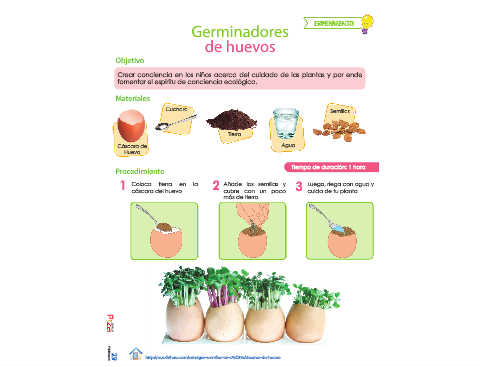 EXPERIMENTO
Germinadores
de huevos
Objetivo
Crear conciencia en los niños acerca del cuidado de las plantas y por ende
fomentar el espíritu de conciencia ecológica.
Materiales
Cáscara de
Huevo
Cuchara
Tierra
Agua
Semillas
Tiempo de duración: 1 hora
Procedimiento
1 Coloca tierra en la
cáscara del huevo
2 Añade las semillas y
cubre con un poco
más de tierra
3 Luego, riega con agua y
cuida de tu planta
29